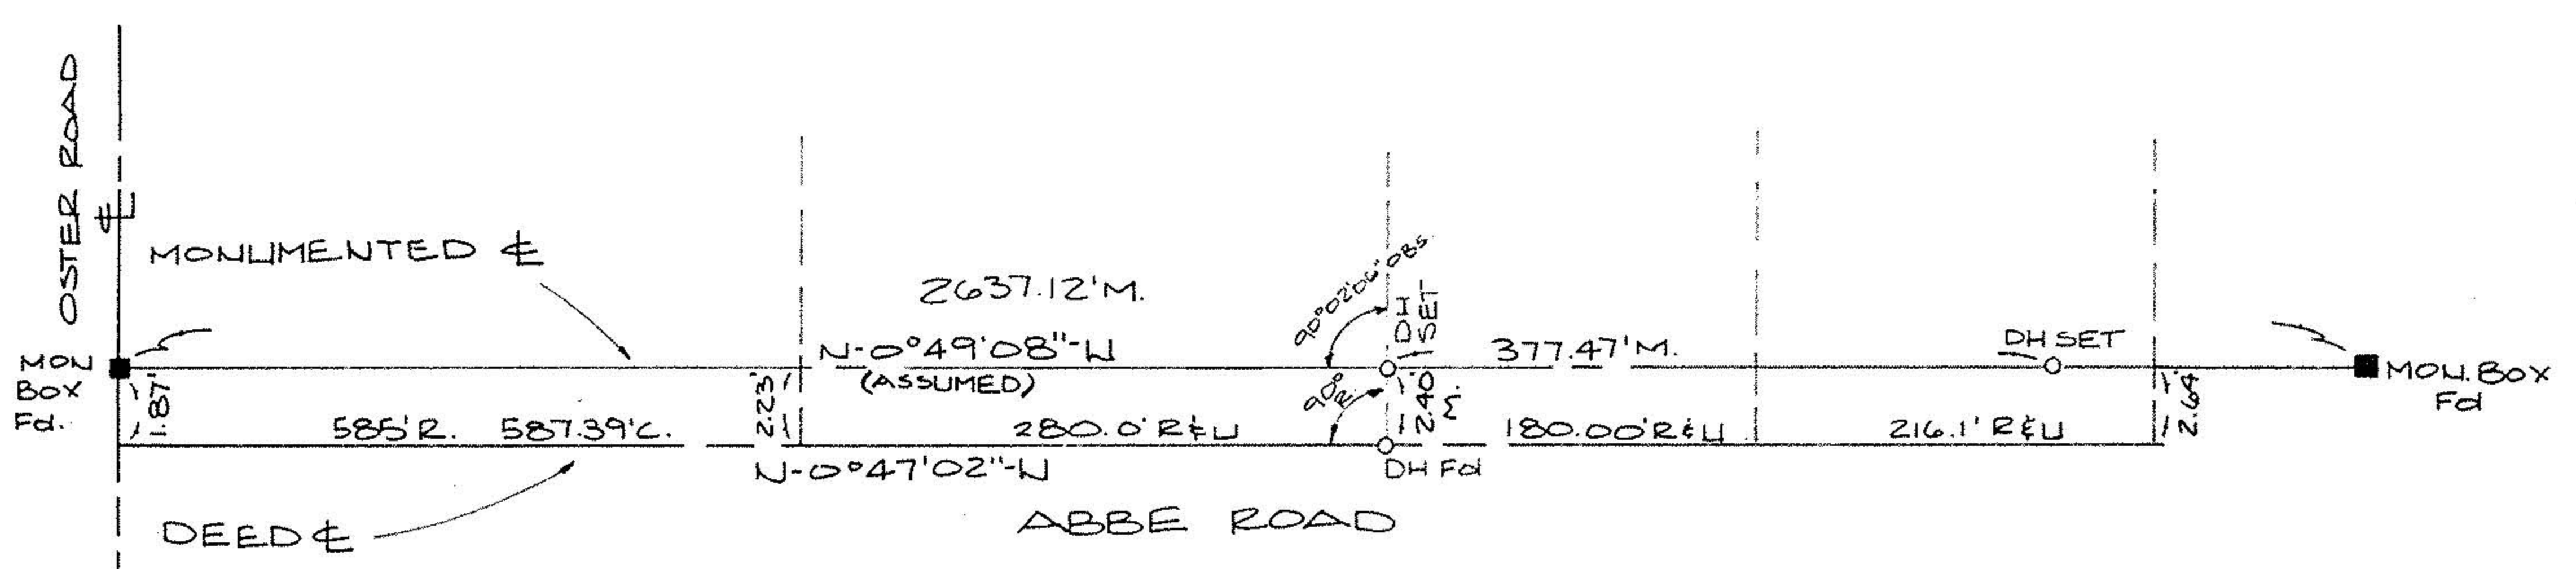 OSTER ROAD
℄
MONUMENTED ℄
2637.12'M.
90°02'06" OBS.
DH
SET
MON
BOX
Fd.
N-0°49'08"-W
(ASSUMED)
377.47'M.
DH SET
MON. BOX
Fd
1.87'
2.23'
90°
R.
2.40'
M.
2.64
585'R. 587.39'C.
280.0' R&U
180.00' R&U
216.1' R&U
N-0°47'02"-W
DH Fd
DEED ℄
ABBE ROAD